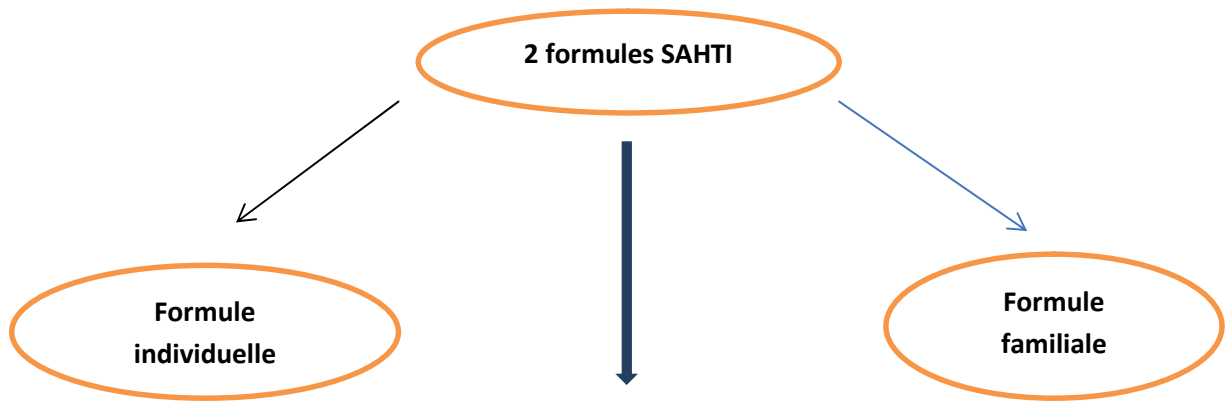 2 formules SAHTI
Formule
individuelle
Formule
familiale